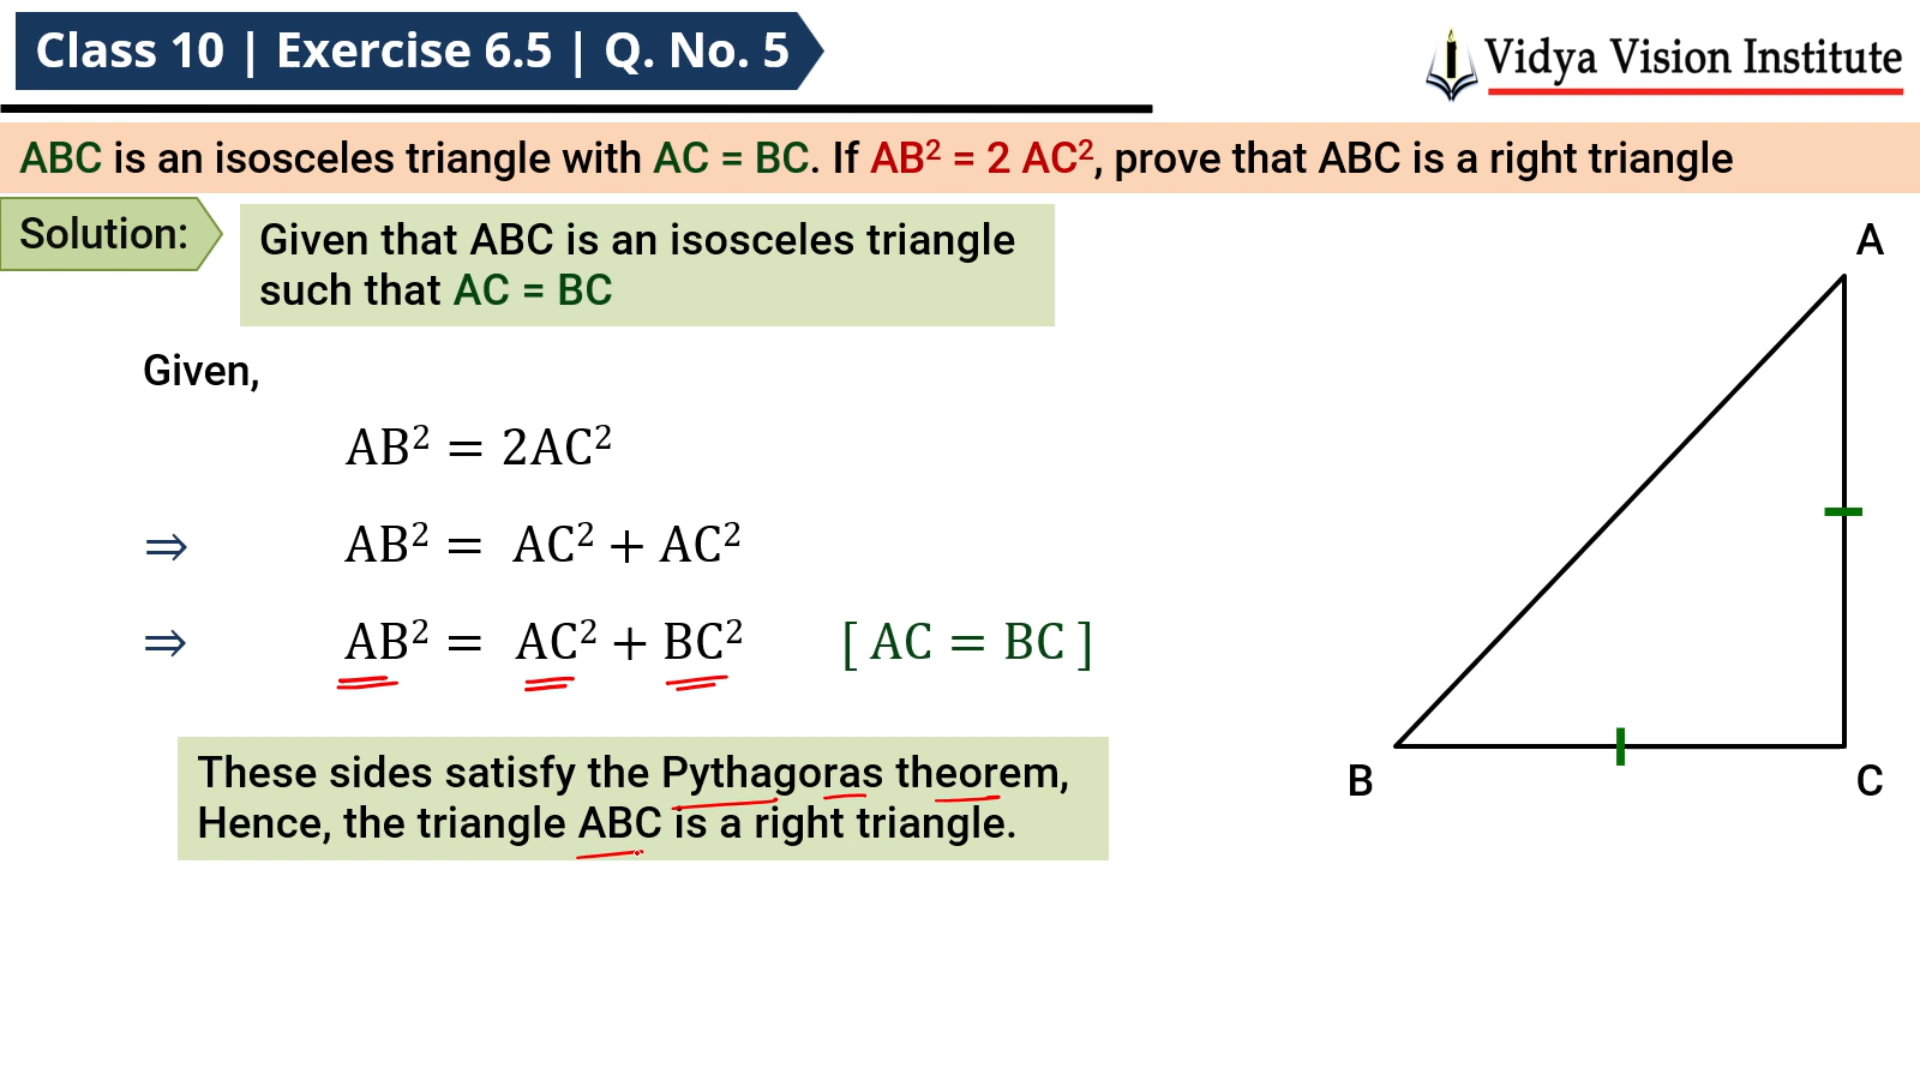 Class 10 | Exercise 6.5 | Q. No. 5
Vidya Vision Institute
ABC is an isosceles triangle with AC = BC. If AB² = 2 AC², prove that ABC is a right triangle
Solution:
Given that ABC is an isosceles triangle
such that AC = BC
Given,
AB² = 2AC²
⇒ AB² = AC² + AC²
⇒ AB² = AC² + BC² [ AC = BC ]
These sides satisfy the Pythagoras theorem,
Hence, the triangle ABC is a right triangle.
A
B
C